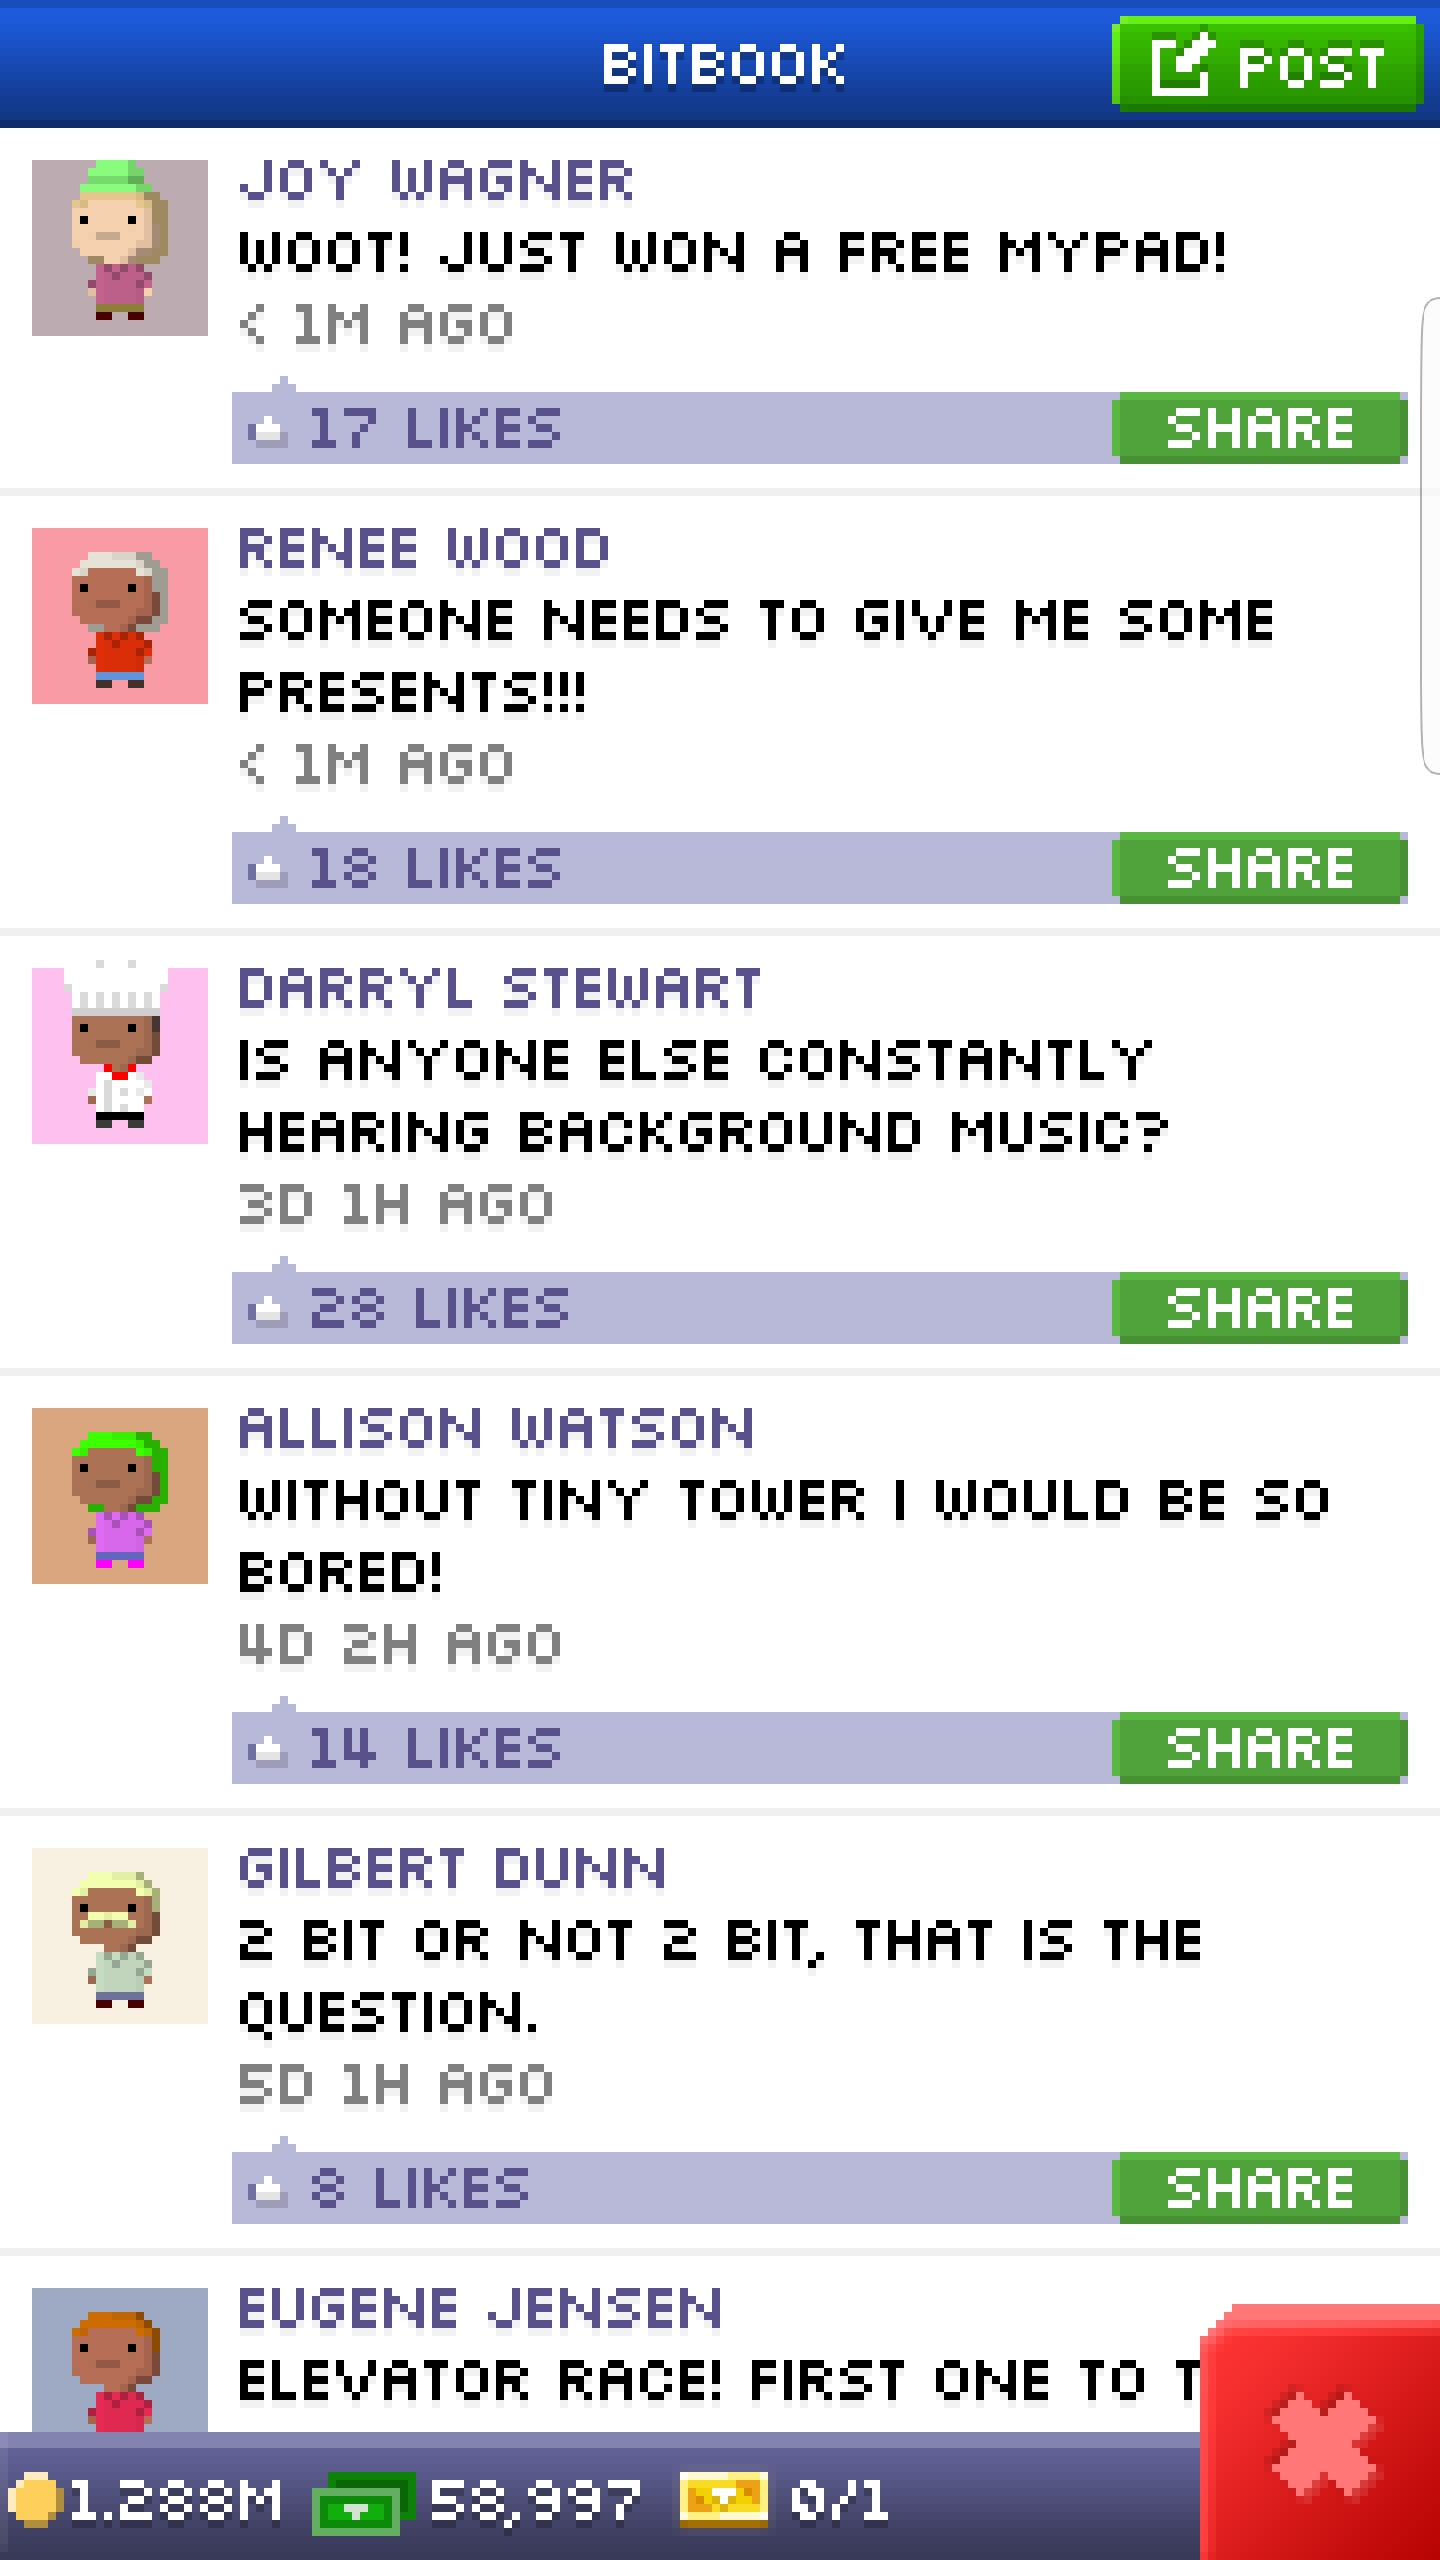 BITBOOK
POST
JOY WAGNER
WOOT! JUST WON A FREE MYPAD!
< 1M AGO
17 LIKES
SHARE
RENEE WOOD
SOMEONE NEEDS TO GIVE ME SOME
PRESENTS!!!
< 1M AGO
18 LIKES
SHARE
DARRYL STEWART
IS ANYONE ELSE CONSTANTLY
HEARING BACKGROUND MUSIC?
3D 1H AGO
28 LIKES
SHARE
ALLISON WATSON
WITHOUT TINY TOWER I WOULD BE SO
BORED!
4D 2H AGO
14 LIKES
SHARE
GILBERT DUNN
2 BIT OR NOT 2 BIT, THAT IS THE
QUESTION.
5D 1H AGO
8 LIKES
SHARE
EUGENE JENSEN
ELEVATOR RACE! FIRST ONE TO
1.288M
58,997
0/1